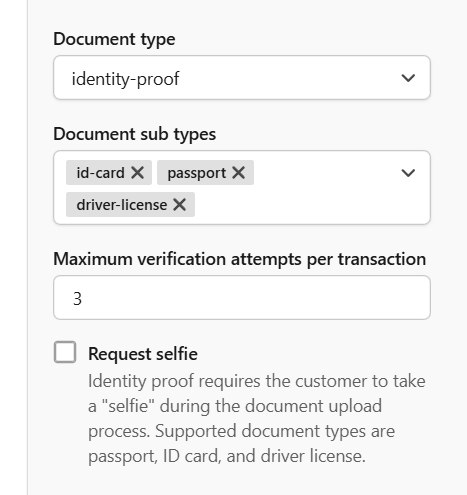 Document type
identity-proof
Document sub types
id-card passport
driver-license
Maximum verification attempts per transaction
3
Request selfie
Identity proof requires the customer to take
a "selfie" during the document upload
process. Supported document types are
passport, ID card, and driver license.